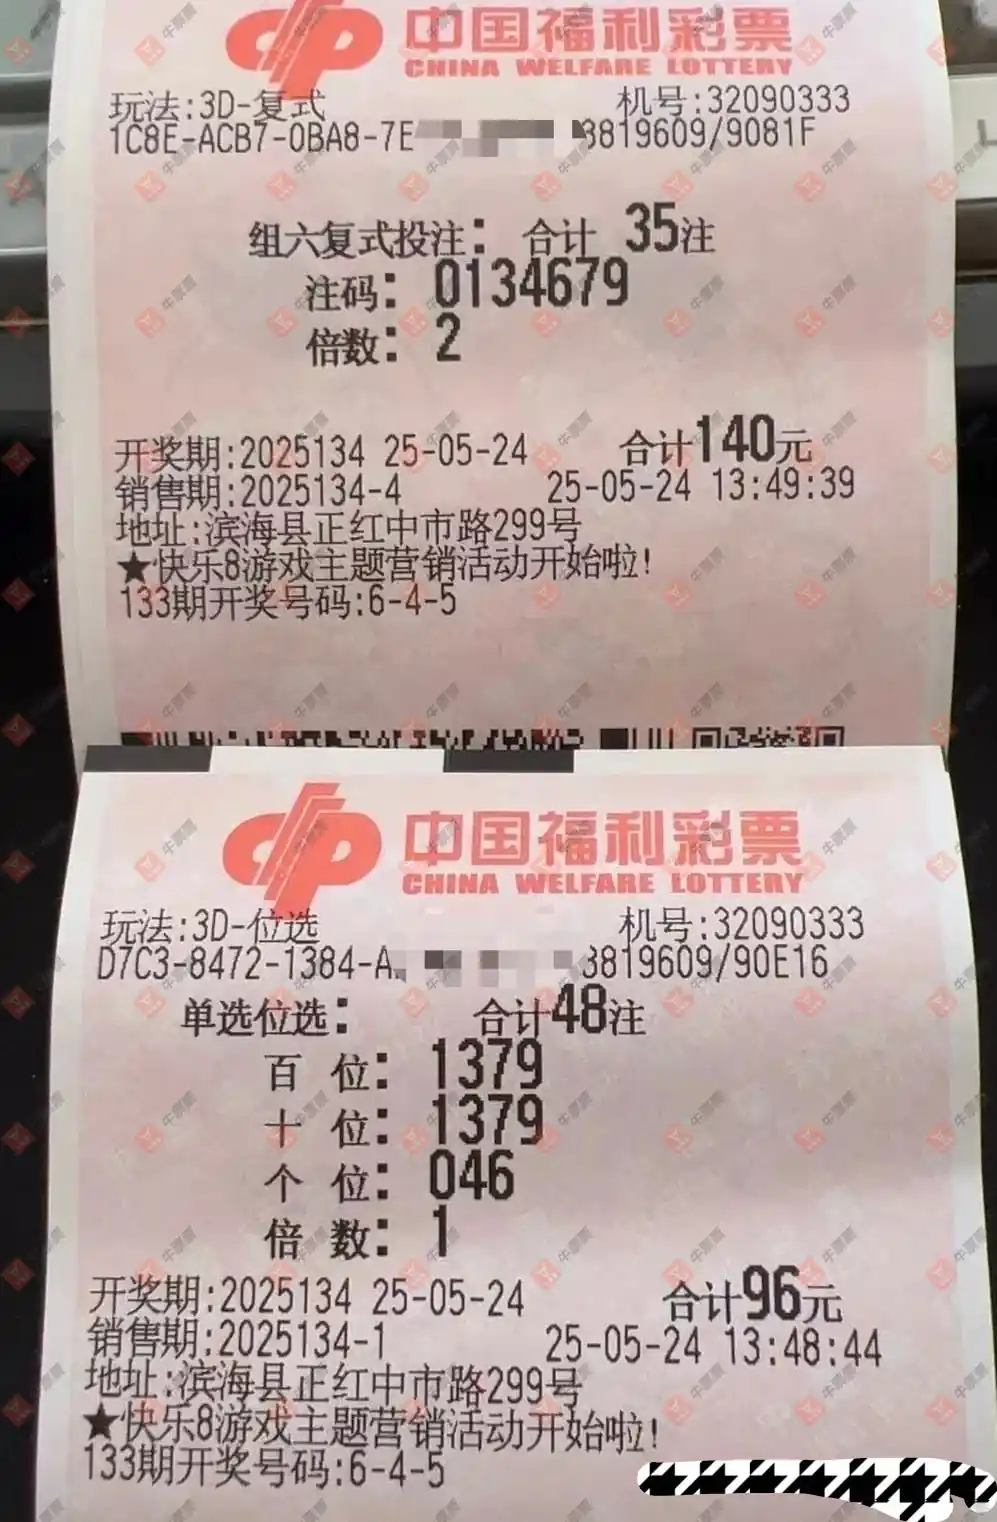 中国福利彩票
CHINA WELFARE LOTTERY
玩法:3D-复式 机号:32090333
1C8E-ACB7-0BA8-7E 3819609/9081F
组六复式投注: 合计 35注
注码: 0134679
倍数: 2
开奖期:2025134 25-05-24 合计140元
销售期:2025134-4 25-05-24 13:49:39
地址:滨海县正红中市路299号
★快乐8游戏主题营销活动开始啦!
133期开奖号码:6-4-5
中国福利彩票
CHINA WELFARE LOTTERY
玩法:3D-位选 机号:32090333
D7C3-8472-1384-A 3819609/90E16
单选位选: 合计48注
百 位: 1379
十 位: 1379
个 位: 046
倍 数: 1
开奖期:2025134 25-05-24 合计96元
销售期:2025134-1 25-05-24 13:48:44
地址:滨海县正红中市路299号
★快乐8游戏主题营销活动开始啦!
133期开奖号码:6-4-5